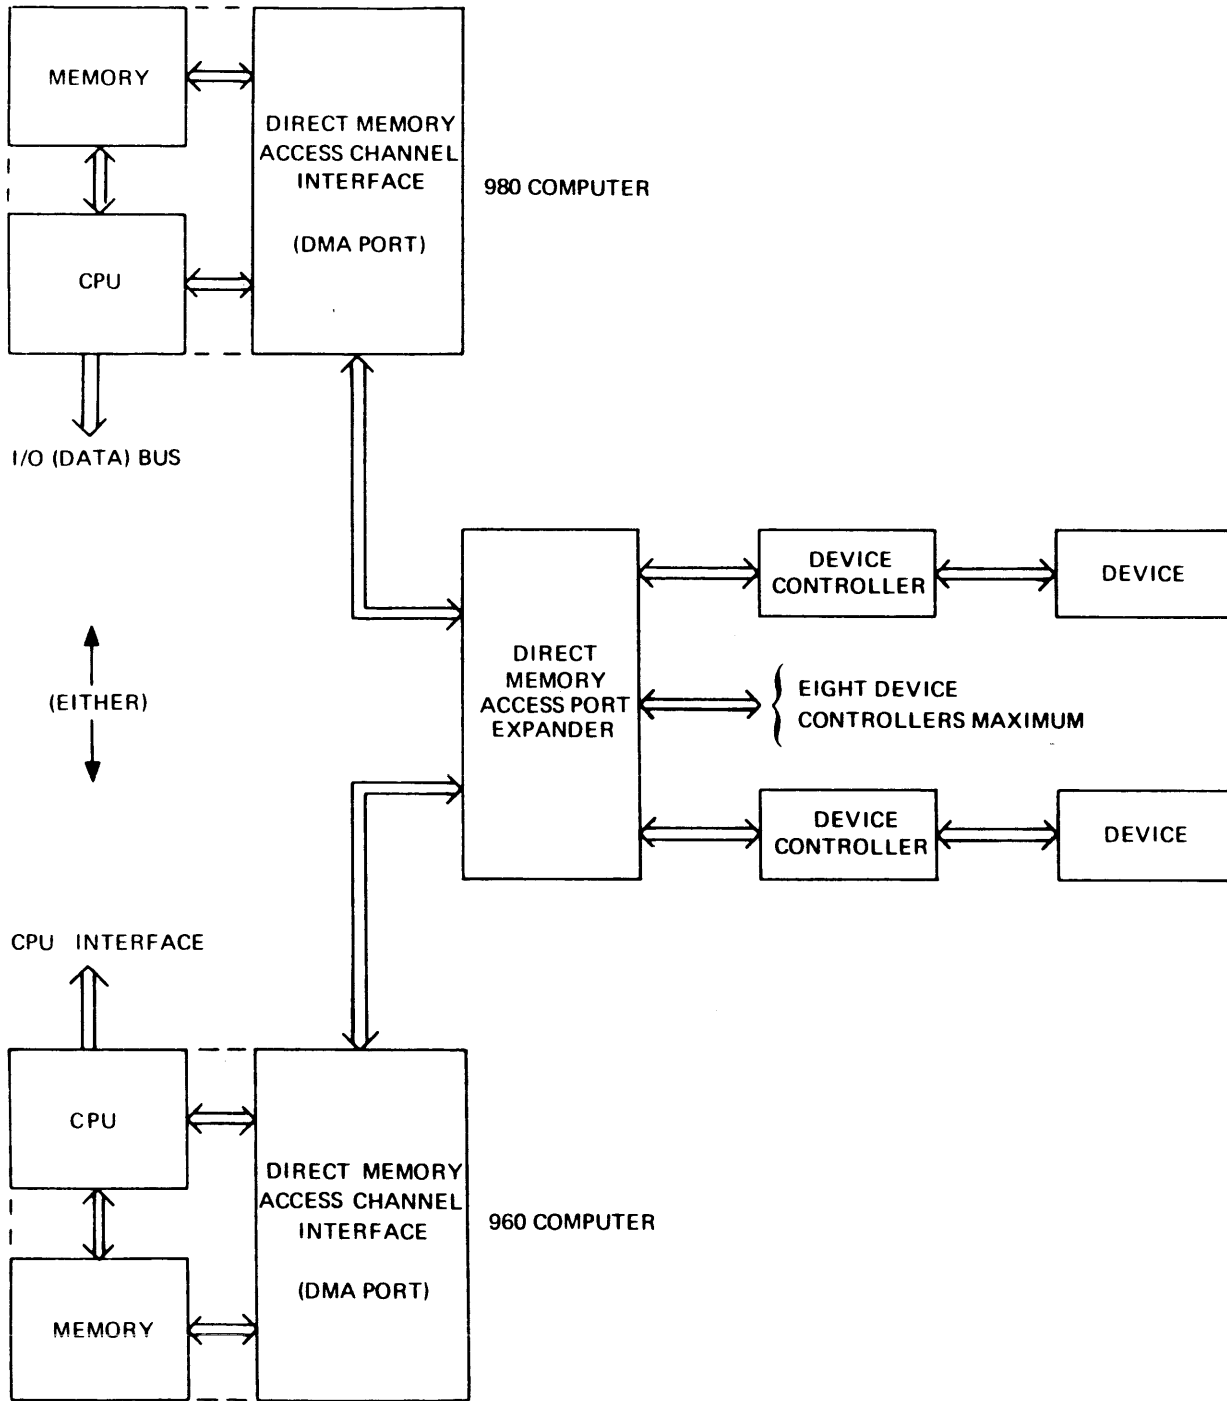 MEMORY
DIRECT MEMORY
ACCESS CHANNEL
INTERFACE
(DMA PORT)
980 COMPUTER
CPU
I/O (DATA) BUS
(EITHER)
DIRECT
MEMORY
ACCESS PORT
EXPANDER
DEVICE
CONTROLLER
DEVICE
EIGHT DEVICE
CONTROLLERS MAXIMUM
DEVICE
CONTROLLER
DEVICE
CPU INTERFACE
CPU
DIRECT MEMORY
ACCESS CHANNEL
INTERFACE
(DMA PORT)
960 COMPUTER
MEMORY